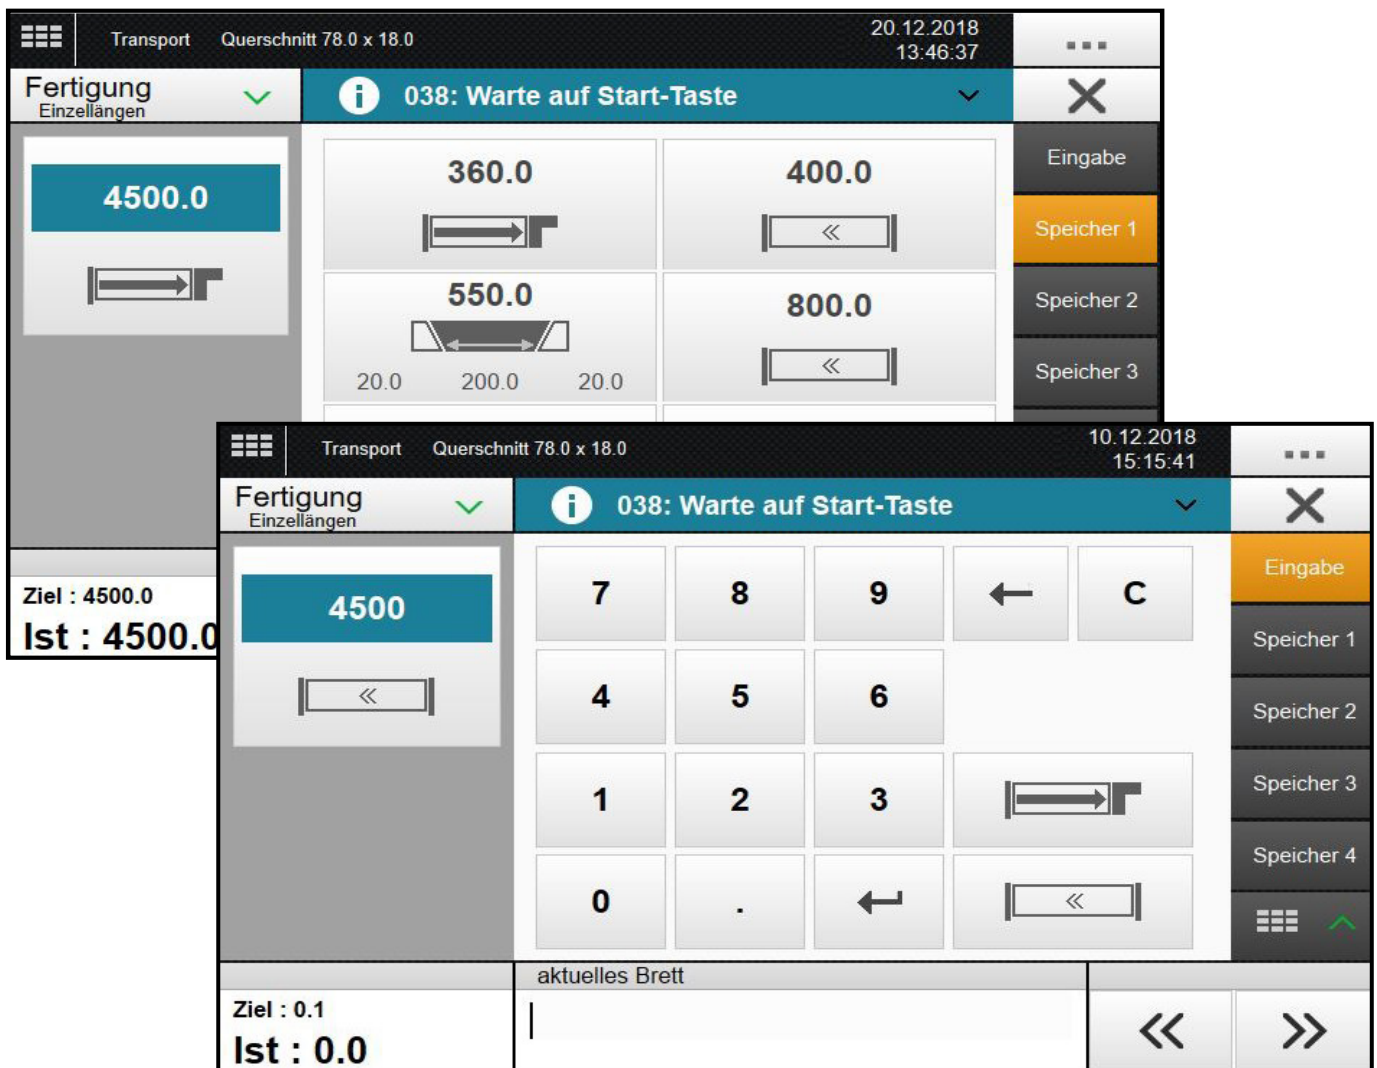 Transport Querschnitt 78.0 x 18.0
20.12.2018
13:46:37
Fertigung
Einzellängen
038: Warte auf Start-Taste
4500.0
360.0
400.0
550.0
20.0 200.0 20.0
800.0
Eingabe
Speicher 1
Speicher 2
Speicher 3
Ziel : 4500.0
Ist : 4500.0
Transport Querschnitt 78.0 x 18.0
10.12.2018
15:15:41
Fertigung
Einzellängen
038: Warte auf Start-Taste
4500
7 8 9 C
4 5 6
1 2 3
0 .
Eingabe
Speicher 1
Speicher 2
Speicher 3
Speicher 4
aktuelles Brett
Ziel : 0.1
Ist : 0.0